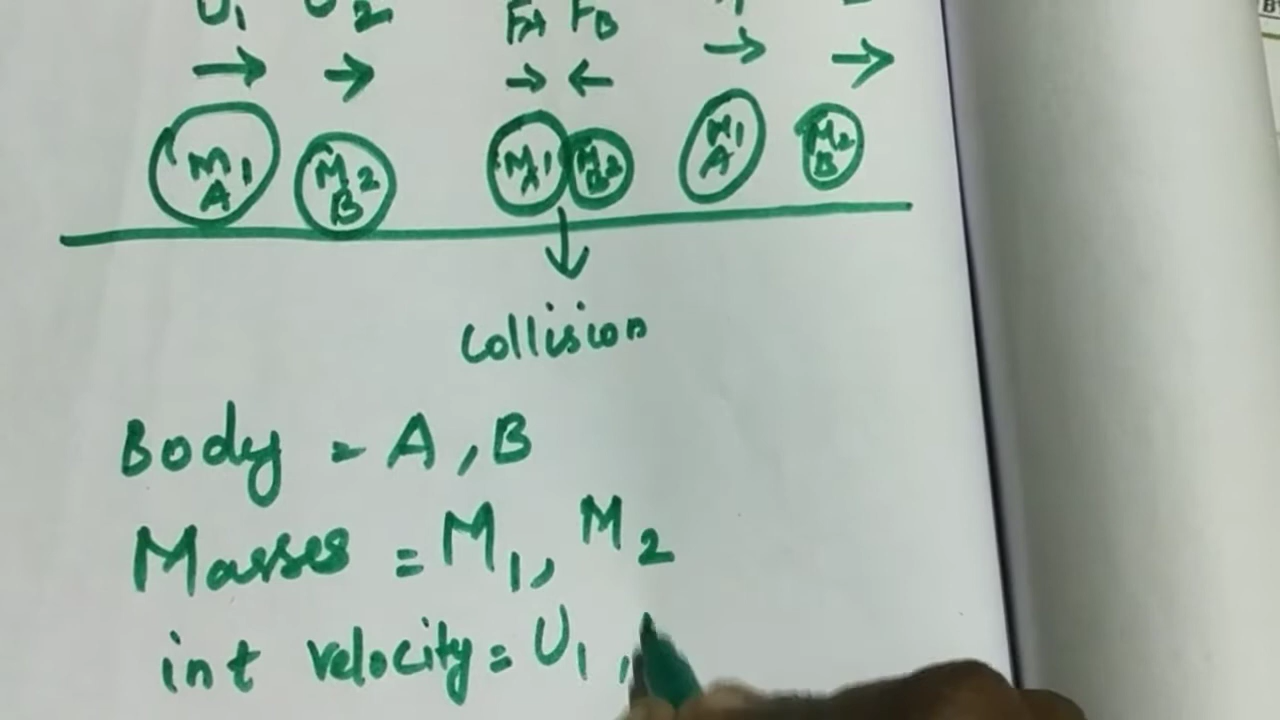 U1 U2 FA FB
M1 A M2 B M1 A M2 B M1 A M2 B
Collision
Body = A, B
Masses = M1, M2
int velocity = U1,